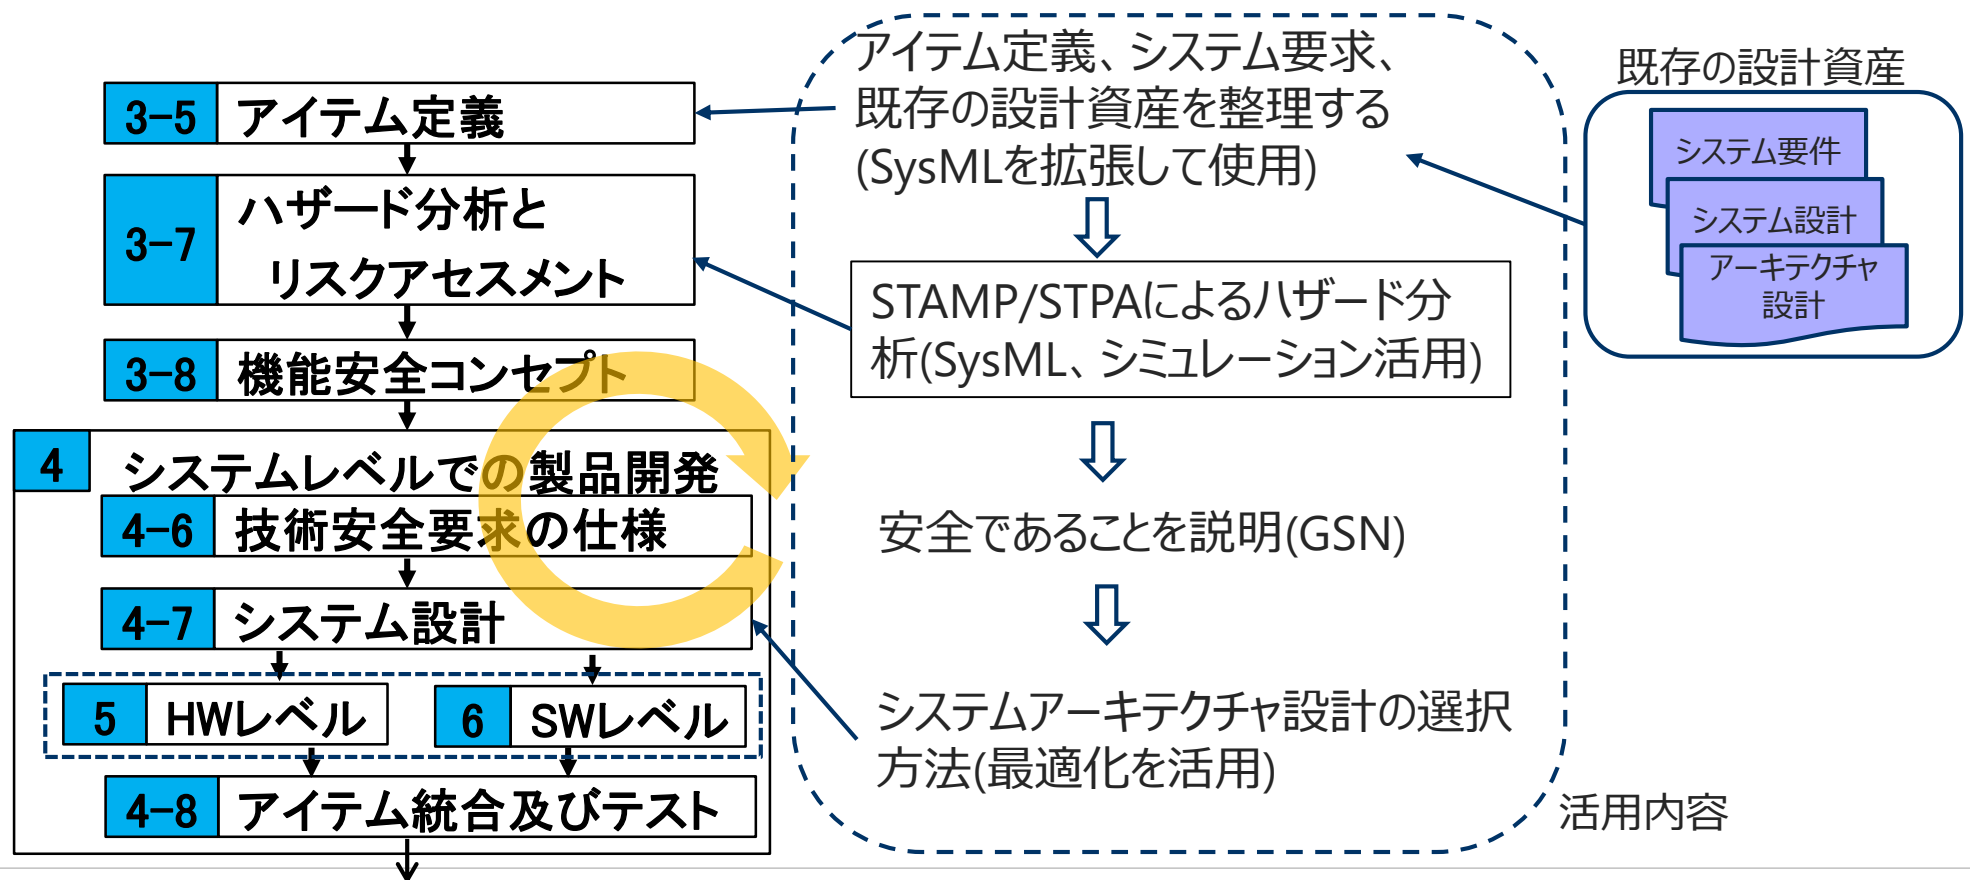 3-5 アイテム定義
3-7 ハザード分析と
リスクアセスメント
3-8 機能安全コンセプト
4 システムレベルでの製品開発
4-6 技術安全要求の仕様
4-7 システム設計
5 HWレベル
6 SWレベル
4-8 アイテム統合及びテスト
アイテム定義、システム要求、
既存の設計資産を整理する
(SysMLを拡張して使用)
STAMP/STPAによるハザード分
析(SysML、シミュレーション活用)
安全であることを説明(GSN)
システムアーキテクチャ設計の選択
方法(最適化を活用)
活用内容
既存の設計資産
システム要件
システム設計
アーキテクチャ
設計